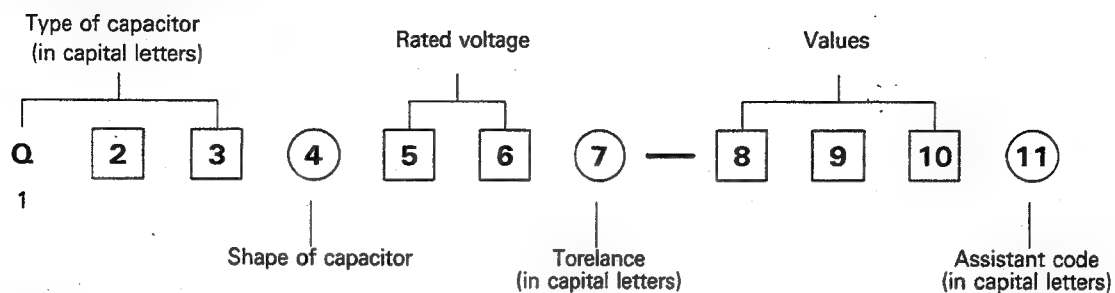 Type of capacitor
(in capital letters)
Rated voltage
Values
Q 2 3 4 5 6 7 — 8 9 10 11
1
Shape of capacitor
Torelance
(in capital letters)
Assistant code
(in capital letters)